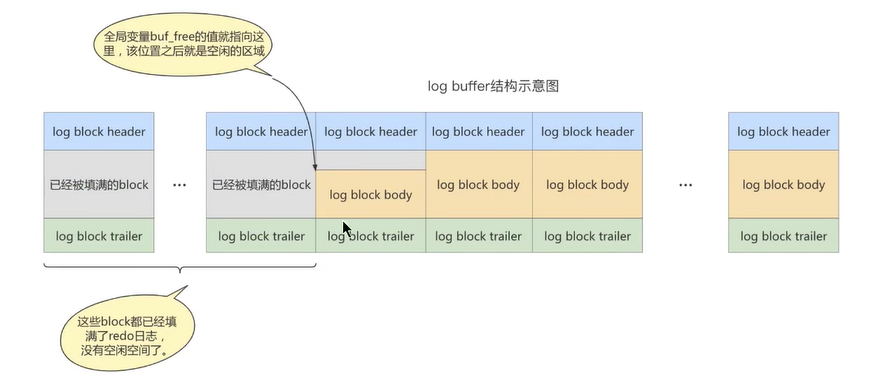 全局变量buf_free的值就指向这
里，该位置之后就是空闲的区域
log buffer结构示意图
log block header
log block header
log block header
log block header
log block header
log block header
已经被填满的block
...
已经被填满的block
log block body
log block body
log block body
...
log block body
log block trailer
log block trailer
log block trailer
log block trailer
log block trailer
log block trailer
这些block都已经填
满了redo日志，
没有空闲空间了。